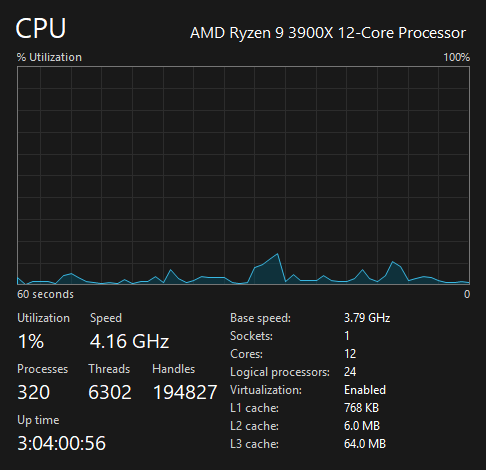 CPU
AMD Ryzen 9 3900X 12-Core Processor
% Utilization 100%
60 seconds 0
Utilization Speed
1% 4.16 GHz
Processes Threads Handles
320 6302 194827
Up time
3:04:00:56
Base speed: 3.79 GHz
Sockets: 1
Cores: 12
Logical processors: 24
Virtualization: Enabled
L1 cache: 768 KB
L2 cache: 6.0 MB
L3 cache: 64.0 MB